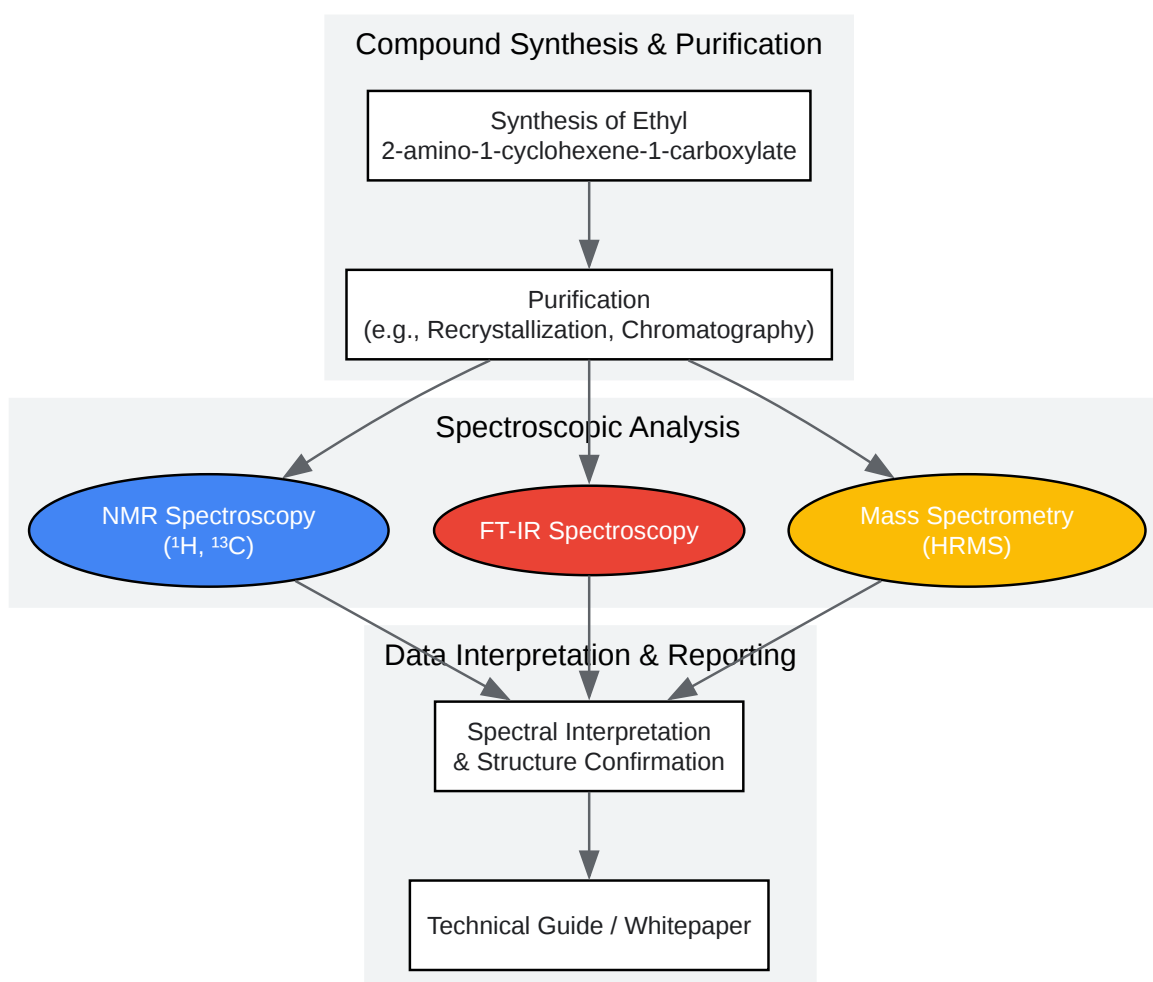 Compound Synthesis & Purification
Synthesis of Ethyl
2-amino-1-cyclohexene-1-carboxylate
Purification
(e.g., Recrystallization, Chromatography)
Spectroscopic Analysis
NMR Spectroscopy
(¹H, ¹³C)
FT-IR Spectroscopy
Mass Spectrometry
(HRMS)
Data Interpretation & Reporting
Spectral Interpretation
& Structure Confirmation
Technical Guide / Whitepaper